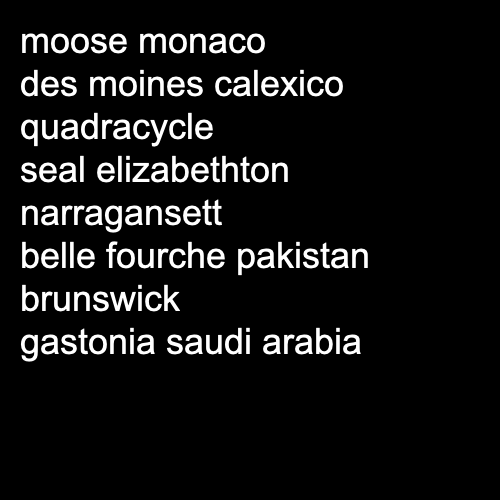 moose monaco
des moines calexico
quadracycle
seal elizabethton
narragansett
belle fourche pakistan
brunswick
gastonia saudi arabia